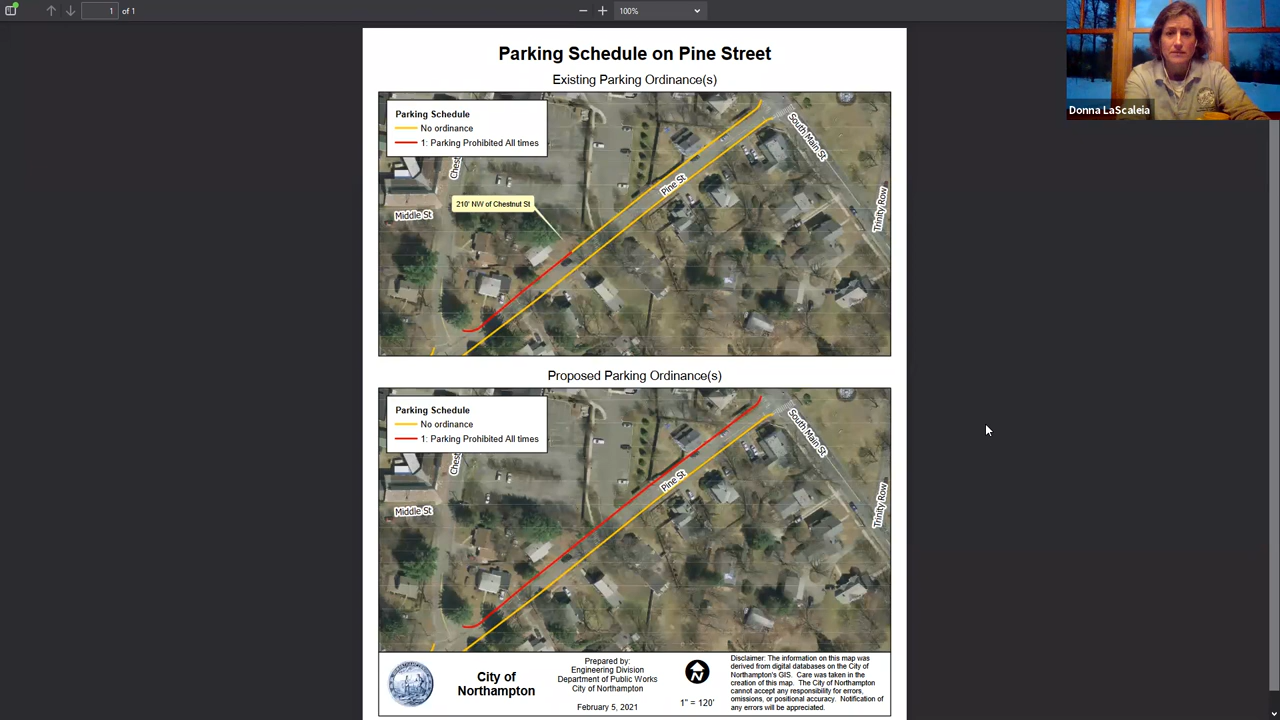 1 of 1
100%
Donna LaScaleia
Parking Schedule on Pine Street
Existing Parking Ordinance(s)
Parking Schedule
No ordinance
1: Parking Prohibited All times
Chest
Middle St
210' NW of Chestnut St
Pine St
South Main St
Trinity Row
Proposed Parking Ordinance(s)
Parking Schedule
No ordinance
1: Parking Prohibited All times
Chest
Middle St
Pine St
South Main St
Trinity Row
City of
Northampton
Prepared by:
Engineering Division
Department of Public Works
City of Northampton
February 5, 2021
N
1" = 120'
Disclaimer: The information on this map was
derived from digital databases on the City of
Northampton's GIS. Care was taken in the
creation of this map. The City of Northampton
cannot accept any responsibility for errors,
omissions, or positional accuracy. Notification of
any errors will be appreciated.